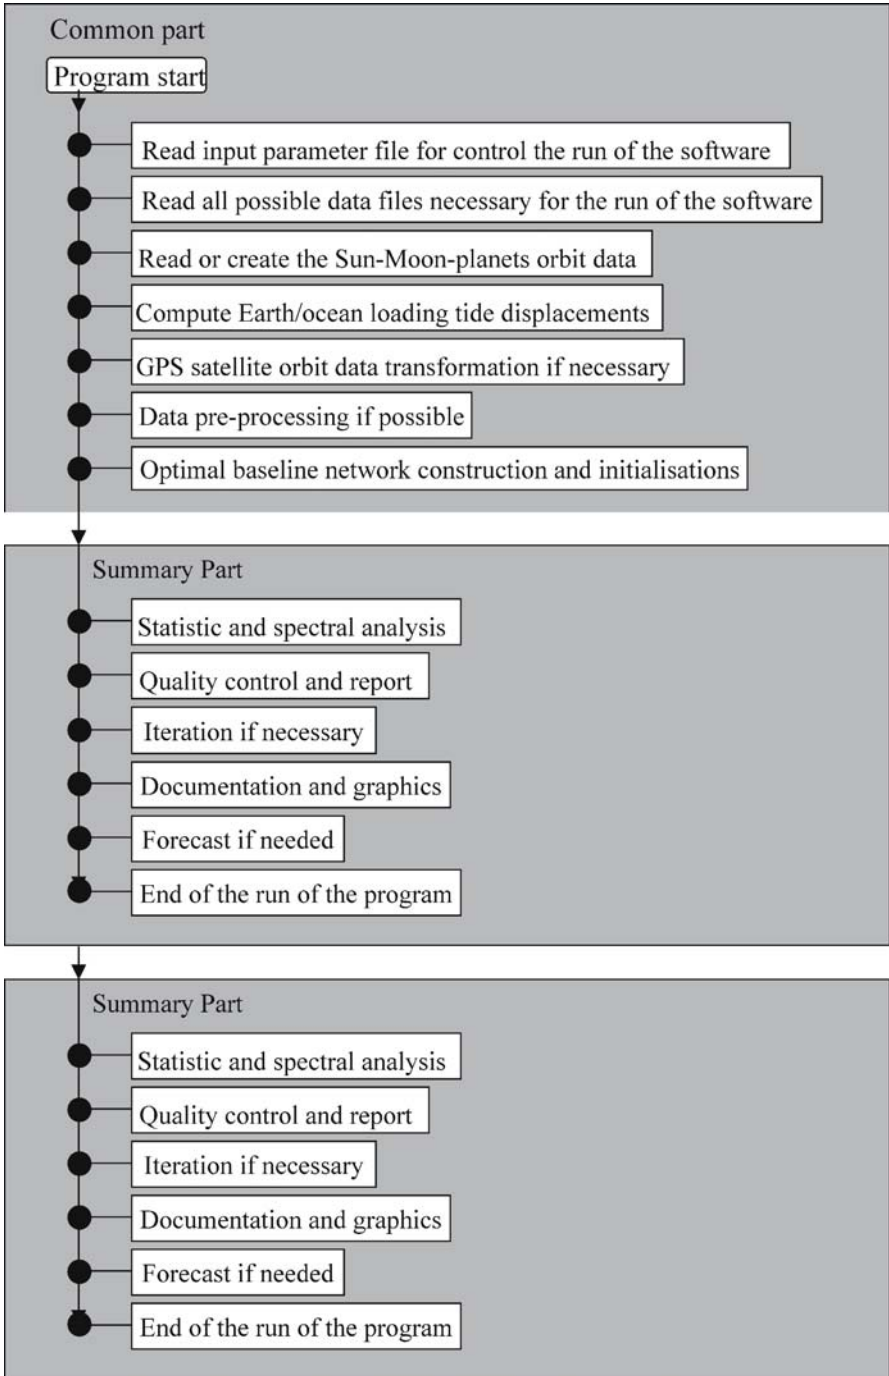 Common part
Program start
Read input parameter file for control the run of the software
Read all possible data files necessary for the run of the software
Read or create the Sun-Moon-planets orbit data
Compute Earth/ocean loading tide displacements
GPS satellite orbit data transformation if necessary
Data pre-processing if possible
Optimal baseline network construction and initialisations
Summary Part
Statistic and spectral analysis
Quality control and report
Iteration if necessary
Documentation and graphics
Forecast if needed
End of the run of the program
Summary Part
Statistic and spectral analysis
Quality control and report
Iteration if necessary
Documentation and graphics
Forecast if needed
End of the run of the program